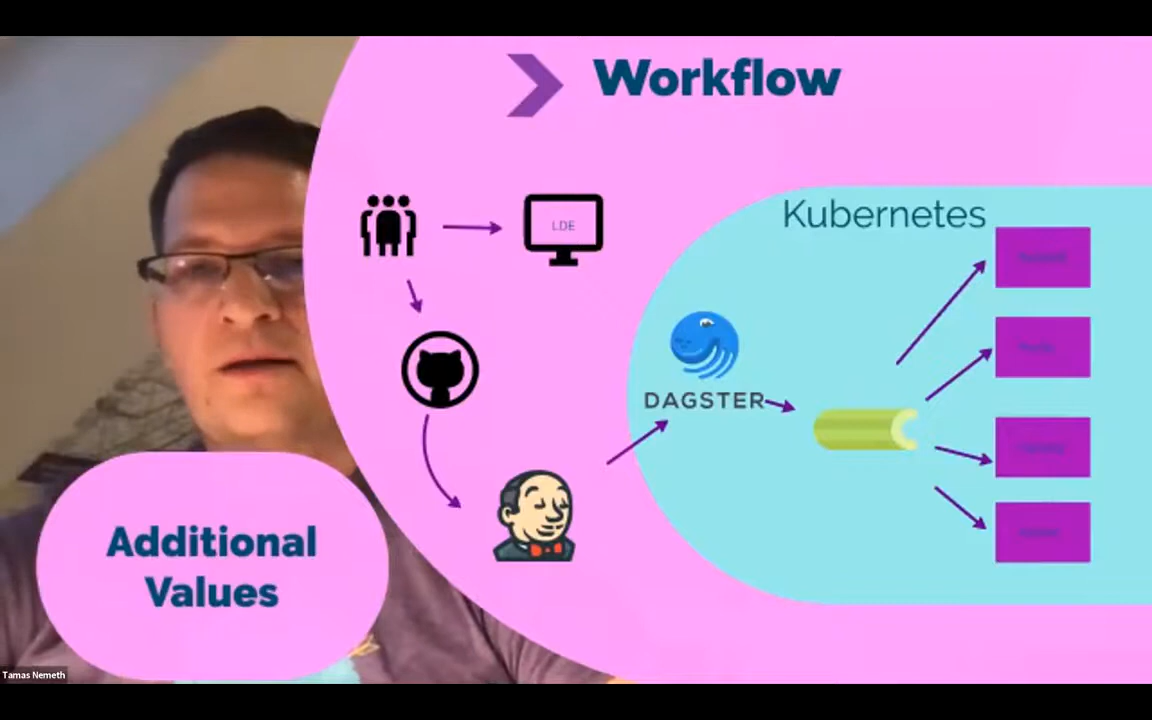 Workflow
LDE
Kubernetes
DAGSTER
Additional
Values
Tamas Nemeth